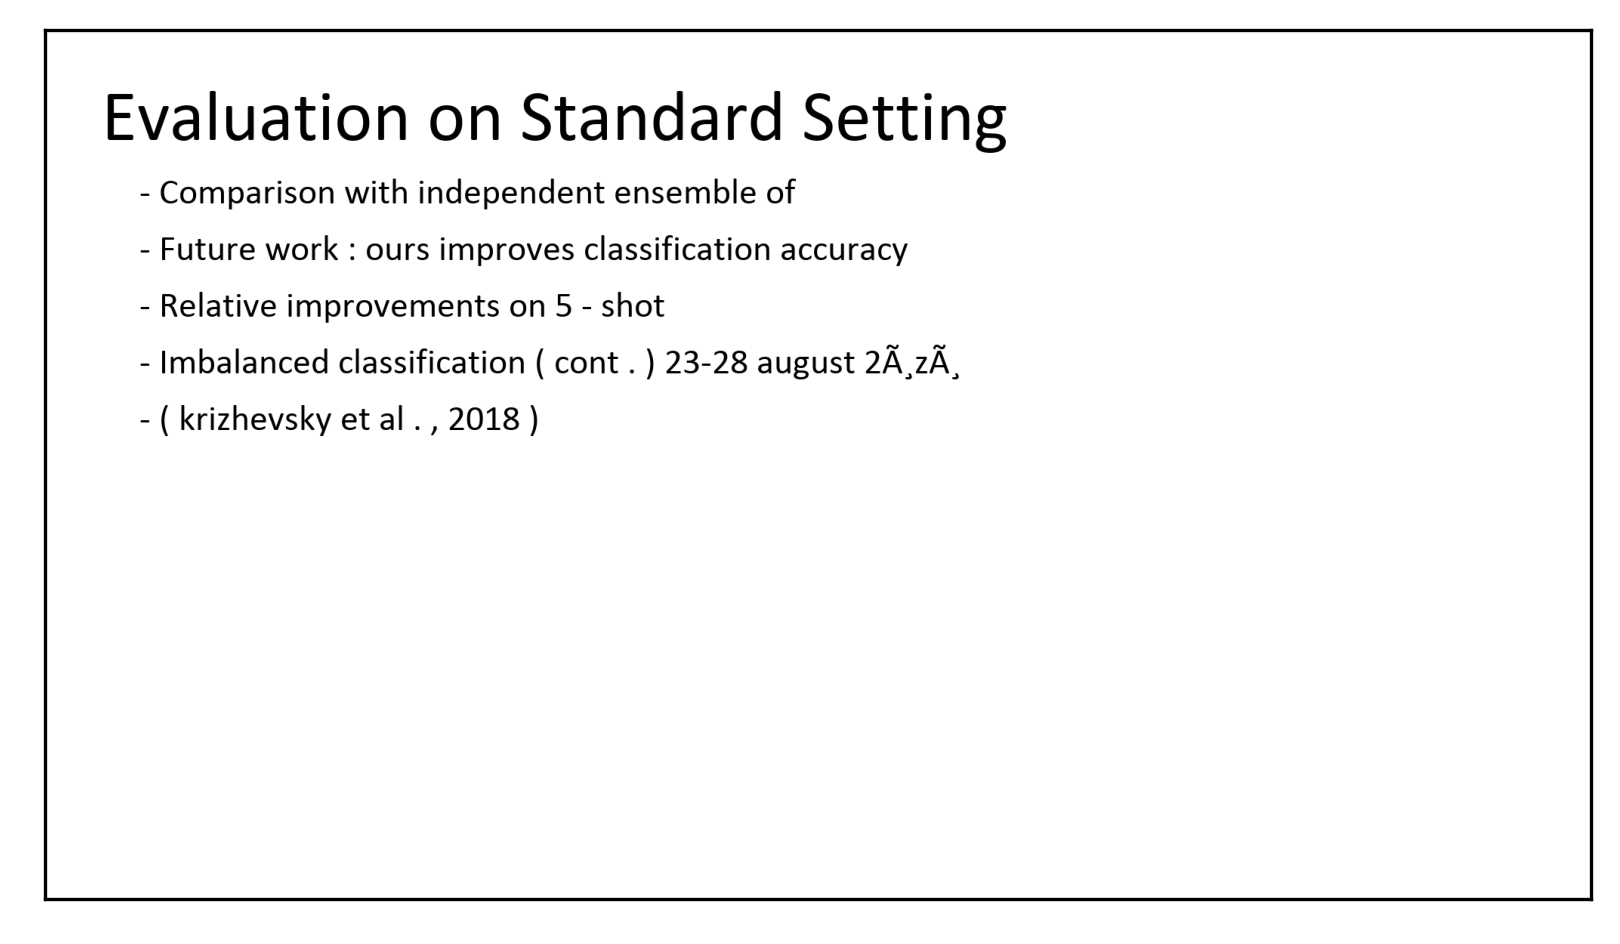 Evaluation on Standard Setting
- Comparison with independent ensemble of
- Future work : ours improves classification accuracy
- Relative improvements on 5 - shot
- Imbalanced classification ( cont . ) 23-28 august 2Ã¸zÃ¸
- ( krizhevsky et al . , 2018 )